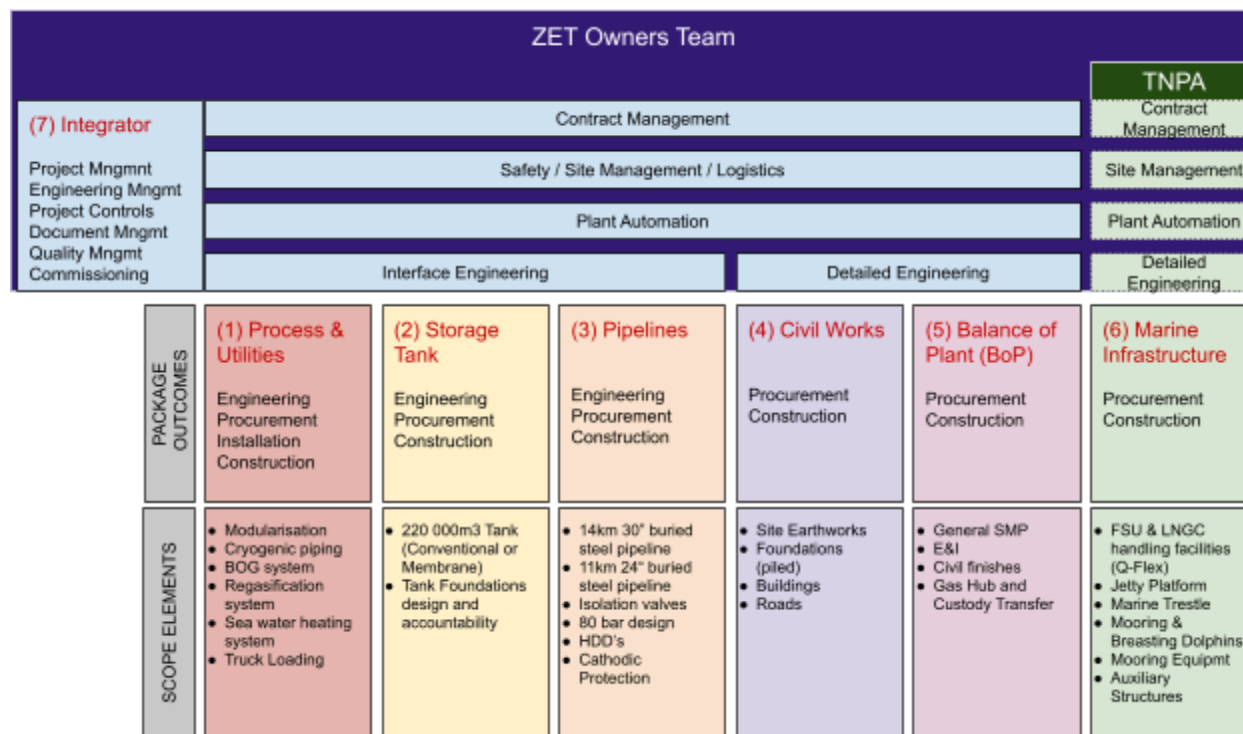 ZET Owners Team
TNPA
(7) Integrator
Project Mngmnt
Engineering Mngmt
Project Controls
Document Mngmt
Quality Mngmt
Commissioning
Contract Management
Contract
Management
Safety / Site Management / Logistics
Site Management
Plant Automation
Plant Automation
Interface Engineering
Detailed Engineering
Detailed
Engineering
PACKAGE
OUTCOMES
(1) Process &
Utilities
Engineering
Procurement
Installation
Construction
(2) Storage
Tank
Engineering
Procurement
Construction
(3) Pipelines
Engineering
Procurement
Construction
(4) Civil Works
Procurement
Construction
(5) Balance of
Plant (BoP)
Procurement
Construction
(6) Marine
Infrastructure
Procurement
Construction
SCOPE ELEMENTS
● Modularisation
● Cryogenic piping
● BOG system
● Regasification
system
● Sea water heating
system
● Truck Loading
● 220 000m3 Tank
(Conventional or
Membrane)
● Tank Foundations
design and
accountability
● 14km 30" buried
steel pipeline
● 11km 24" buried
steel pipeline
● Isolation valves
● 80 bar design
● HDD's
● Cathodic
Protection
● Site Earthworks
● Foundations
(piled)
● Buildings
● Roads
● General SMP
● E&I
● Civil finishes
● Gas Hub and
Custody Transfer
● FSU & LNGC
handling facilities
(Q-Flex)
● Jetty Platform
● Marine Trestle
● Mooring &
Breasting Dolphins
● Mooring Equipmt
● Auxiliary
Structures